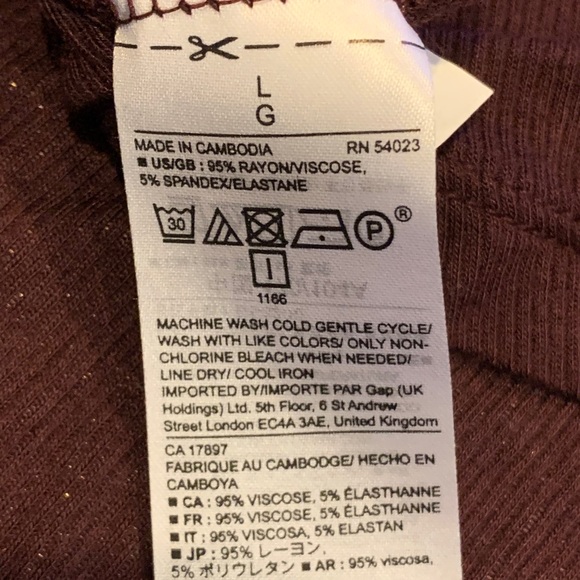 L
G
MADE IN CAMBODIA RN 54023
■ US/GB : 95% RAYON/VISCOSE,
5% SPANDEX/ELASTANE
30 P ®
1166
MACHINE WASH COLD GENTLE CYCLE/
WASH WITH LIKE COLORS/ ONLY NON-
CHLORINE BLEACH WHEN NEEDED/
LINE DRY/ COOL IRON
IMPORTED BY/IMPORTE PAR Gap (UK
Holdings) Ltd. 5th Floor, 6 St Andrew
Street London EC4A 3AE, United Kingdom
CA 17897
FABRIQUE AU CAMBODGE/ HECHO EN
CAMBOYA
■ CA : 95% VISCOSE, 5% ÉLASTHANNE
■ FR : 95% VISCOSE, 5% ÉLASTHANNE
■ IT : 95% VISCOSA, 5% ELASTAN
■ JP : 95% レーヨン,
5% ポリウレタン ■ AR : 95% viscosa,